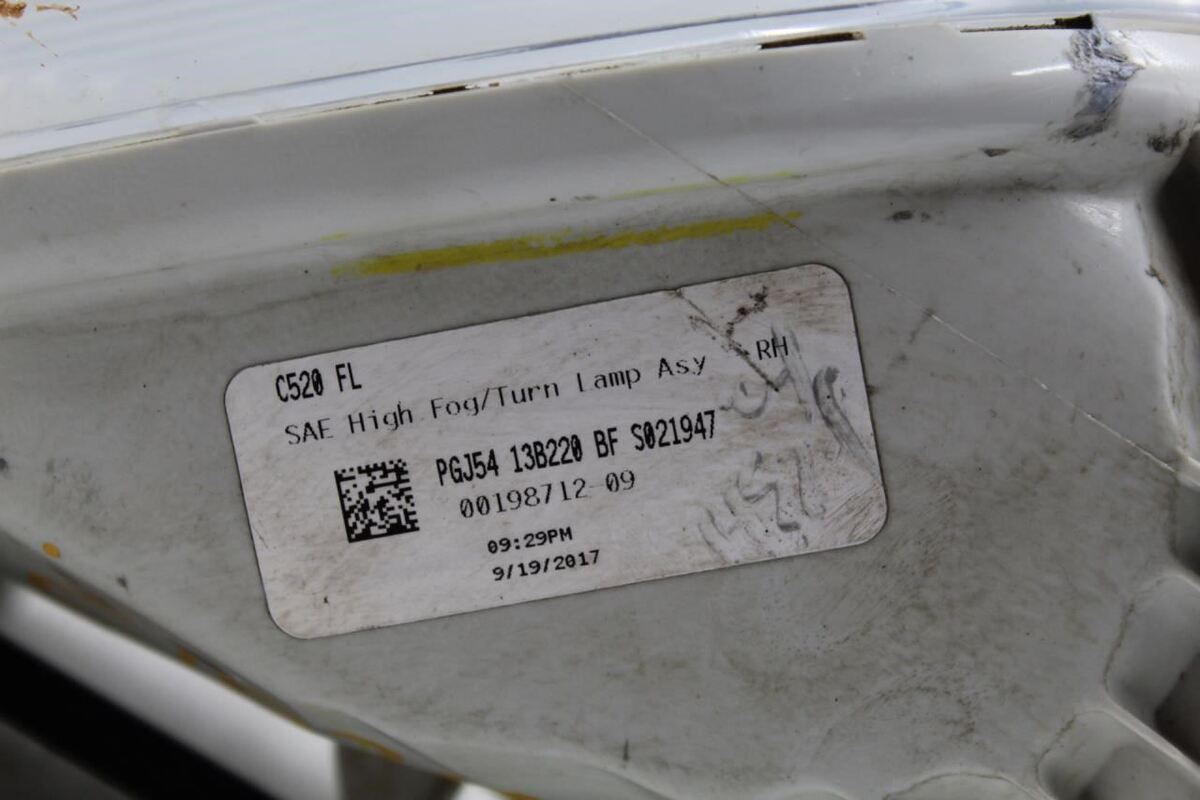 C520 FL
SAE High Fog/Turn Lamp Asy RH
PGJ54 13B220 BF S021947
00198712-09
09:29PM
9/19/2017